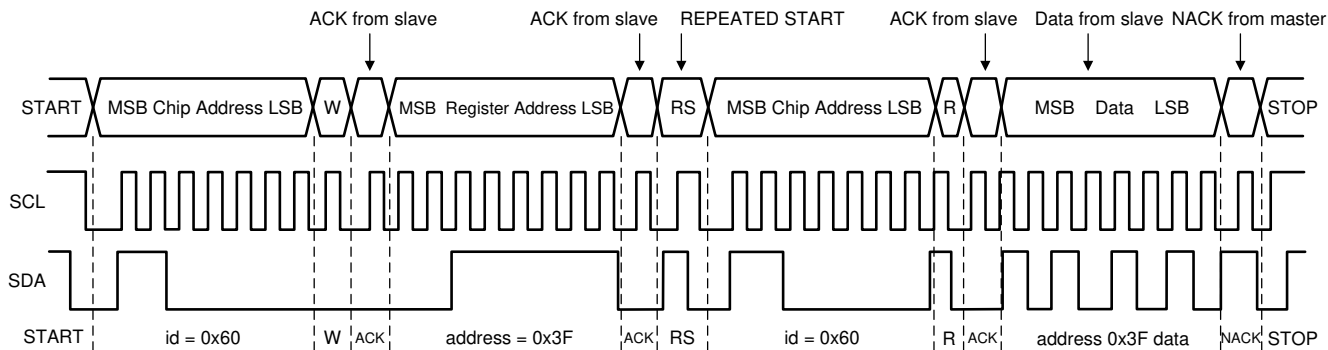 ACK from slave ACK from slave REPEATED START ACK from slave Data from slave NACK from master
START MSB Chip Address LSB W MSB Register Address LSB RS MSB Chip Address LSB R MSB Data LSB STOP
SCL
SDA
START id = 0x60 W ACK address = 0x3F ACK RS id = 0x60 R ACK address 0x3F data NACK STOP